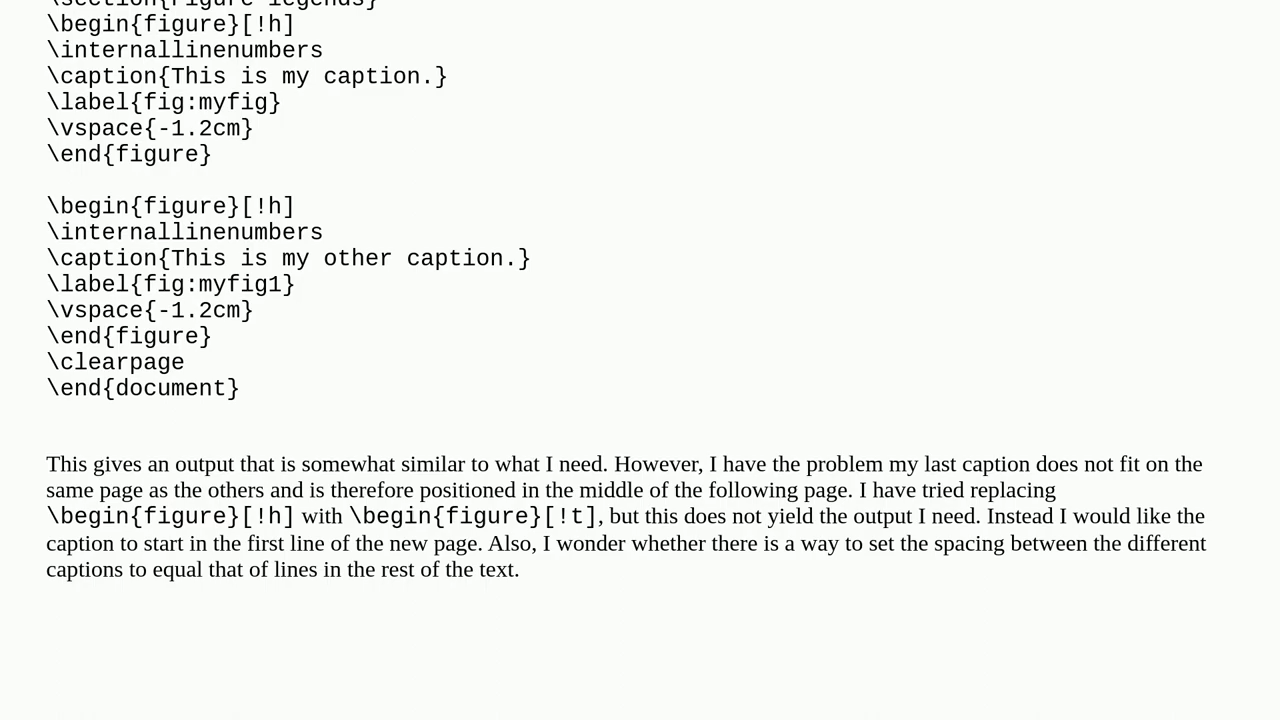 \section{Figure legends}
\begin{figure}[!h]
\internallinenumbers
\caption{This is my caption.}
\label{fig:myfig}
\vspace{-1.2cm}
\end{figure}
\begin{figure}[!h]
\internallinenumbers
\caption{This is my other caption.}
\label{fig:myfig1}
\vspace{-1.2cm}
\end{figure}
\clearpage
\end{document}
This gives an output that is somewhat similar to what I need. However, I have the problem my last caption does not fit on the
same page as the others and is therefore positioned in the middle of the following page. I have tried replacing
\begin{figure}[!h] with \begin{figure}[!t], but this does not yield the output I need. Instead I would like the
caption to start in the first line of the new page. Also, I wonder whether there is a way to set the spacing between the different
captions to equal that of lines in the rest of the text.